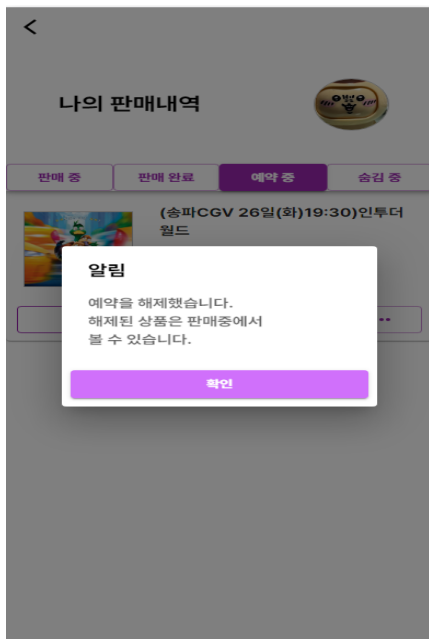 나의 판매내역
판매 중
판매 완료
예약 중
숨김 중
(송파CGV 26일(화)19:30)인투더
월드
알림
예약을 해제했습니다.
해제된 상품은 판매중에서
볼 수 있습니다.
확인